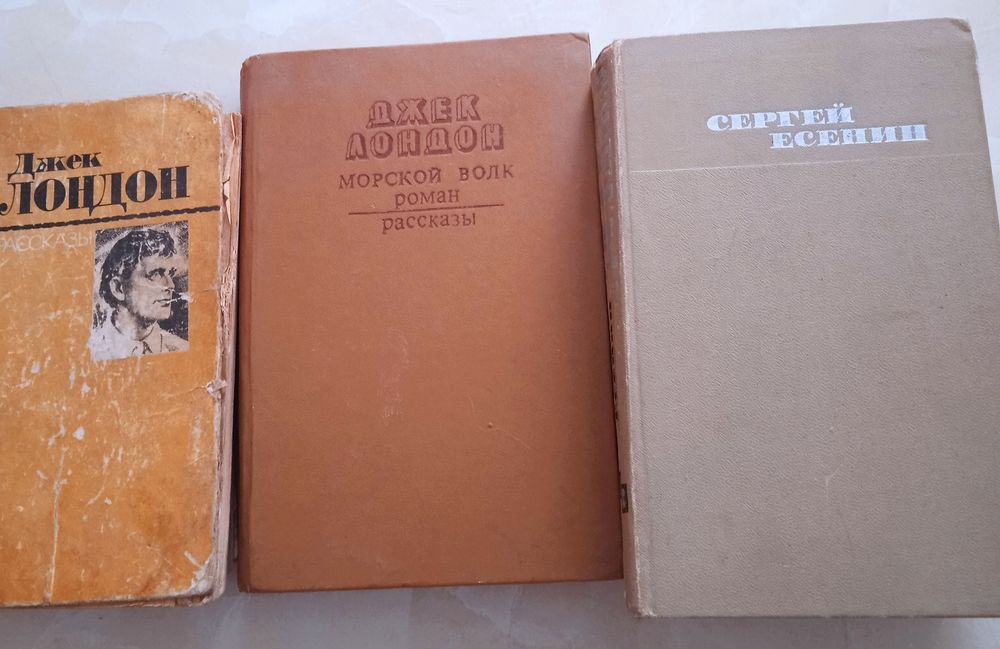 Джек
ЛОНДОН
РАССКАЗЫ
ДЖЕК
ЛОНДОН
МОРСКОЙ ВОЛК
роман
рассказы
СЕРГЕЙ
ЕСЕНИН